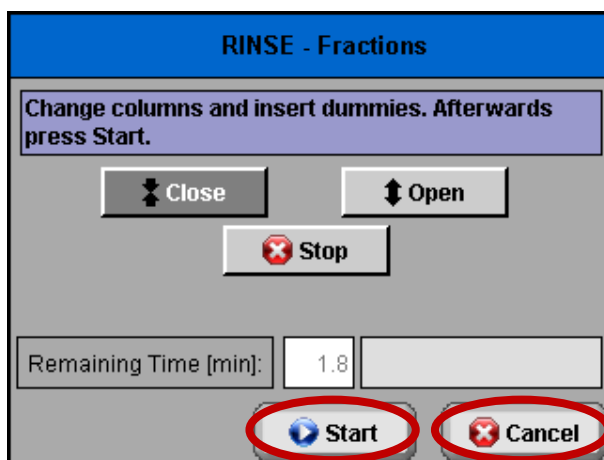 RINSE - Fractions
Change columns and insert dummies. Afterwards
press Start.
Close
Open
Stop
Remaining Time [min]:
1.8
Start
Cancel